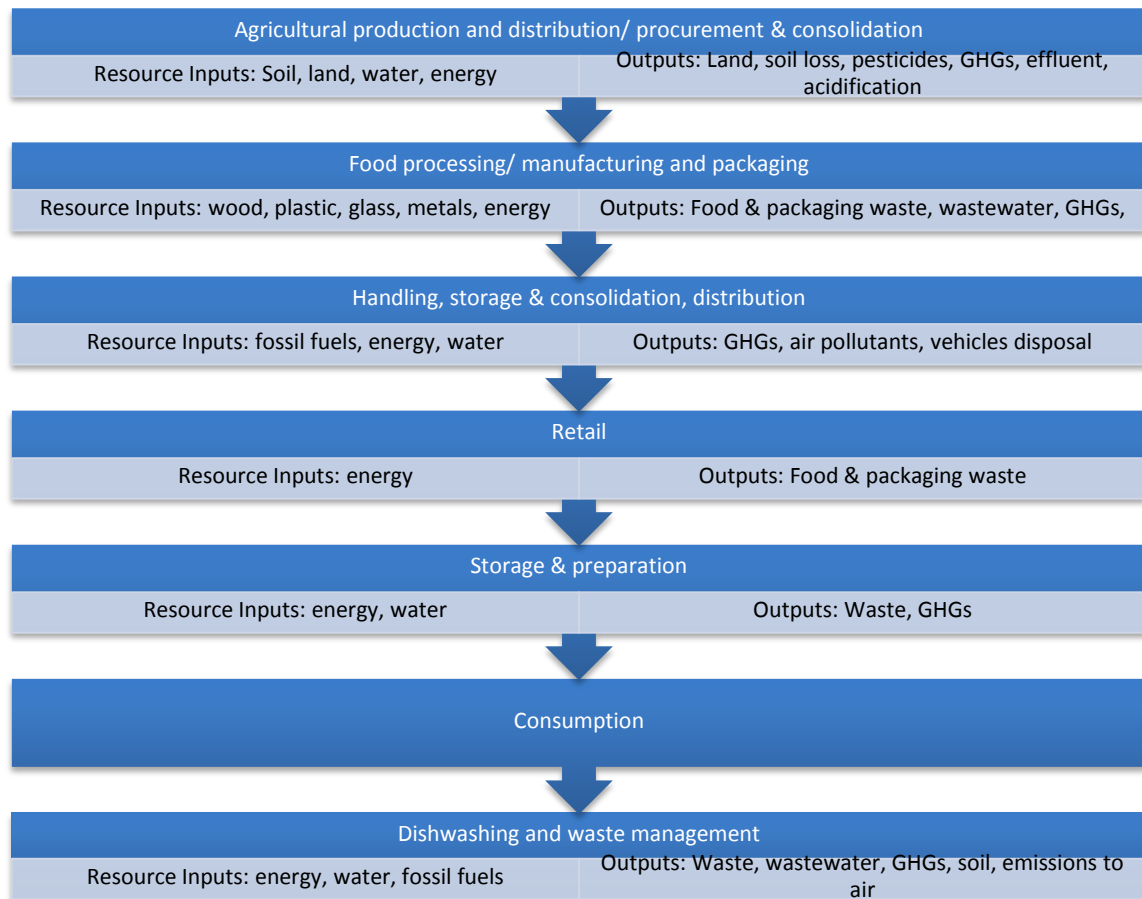 Agricultural production and distribution/ procurement & consolidation
Resource Inputs: Soil, land, water, energy
Outputs: Land, soil loss, pesticides, GHGs, effluent,
acidification
Food processing/ manufacturing and packaging
Resource Inputs: wood, plastic, glass, metals, energy
Outputs: Food & packaging waste, wastewater, GHGs,
Handling, storage & consolidation, distribution
Resource Inputs: fossil fuels, energy, water
Outputs: GHGs, air pollutants, vehicles disposal
Retail
Resource Inputs: energy
Outputs: Food & packaging waste
Storage & preparation
Resource Inputs: energy, water
Outputs: Waste, GHGs
Consumption
Dishwashing and waste management
Resource Inputs: energy, water, fossil fuels
Outputs: Waste, wastewater, GHGs, soil, emissions to
air